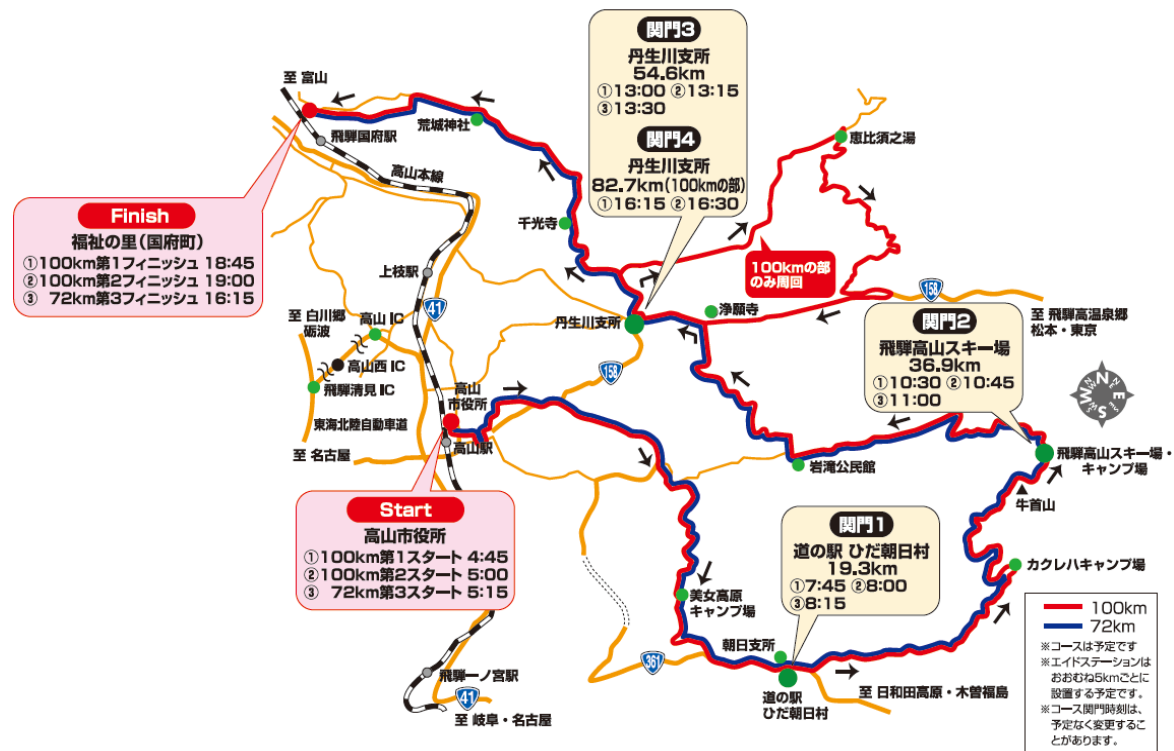 関門3
丹生川支所
54.6km
①13:00 ②13:15
③13:30
関門4
丹生川支所
82.7km(100kmの部)
①16:15 ②16:30
至 富山
荒城神社
飛騨国府駅
高山本線
恵比須之湯
Finish
福祉の里(国府町)
①100km第1フィニッシュ 18:45
②100km第2フィニッシュ 19:00
③ 72km第3フィニッシュ 16:15
千光寺
100kmの部
のみ周回
上枝駅
41
浄願寺
158
至 飛騨高温泉郷
松本・東京
至 白川郷
砺波
高山 IC
高山西 IC
飛騨清見 IC
東海北陸自動車道
至 名古屋
丹生川支所
158
関門2
飛騨高山スキー場
36.9km
①10:30 ②10:45
③11:00
N
E
S
W
高山
市役所
高山駅
岩滝公民館
飛騨高山スキー場・
キャンプ場
牛首山
Start
高山市役所
①100km第1スタート 4:45
②100km第2スタート 5:00
③ 72km第3スタート 5:15
関門1
道の駅 ひだ朝日村
19.3km
①7:45 ②8:00
③8:15
カクレハキャンプ場
美女高原
キャンプ場
朝日支所
361
道の駅
ひだ朝日村
至 日和田高原・木曽福島
飛騨一ノ宮駅
41
至 岐阜・名古屋
100km
72km
※コースは予定です
※エイドステーションは
おおむね5kmごとに
設置する予定です。
※コース関門時刻は、
予定なく変更するこ
とがあります。